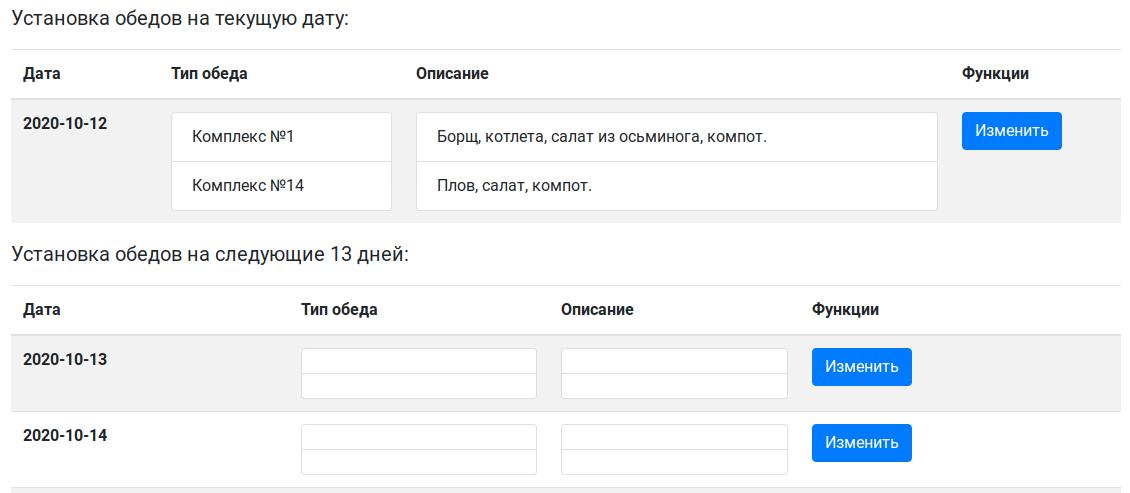 Установка обедов на текущую дату:
Дата Тип обеда Описание Функции
2020-10-12 Комплекс №1 Борщ, котлета, салат из осьминога, компот. Изменить
Комплекс №14 Плов, салат, компот.
Установка обедов на следующие 13 дней:
Дата Тип обеда Описание Функции
2020-10-13 Изменить
2020-10-14 Изменить